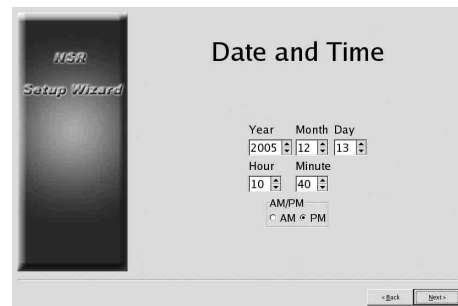 NSR
Setup Wizard
Date and Time
Year Month Day
2005 12 13
Hour Minute
10 40
AM/PM
AM PM
< Back Next >